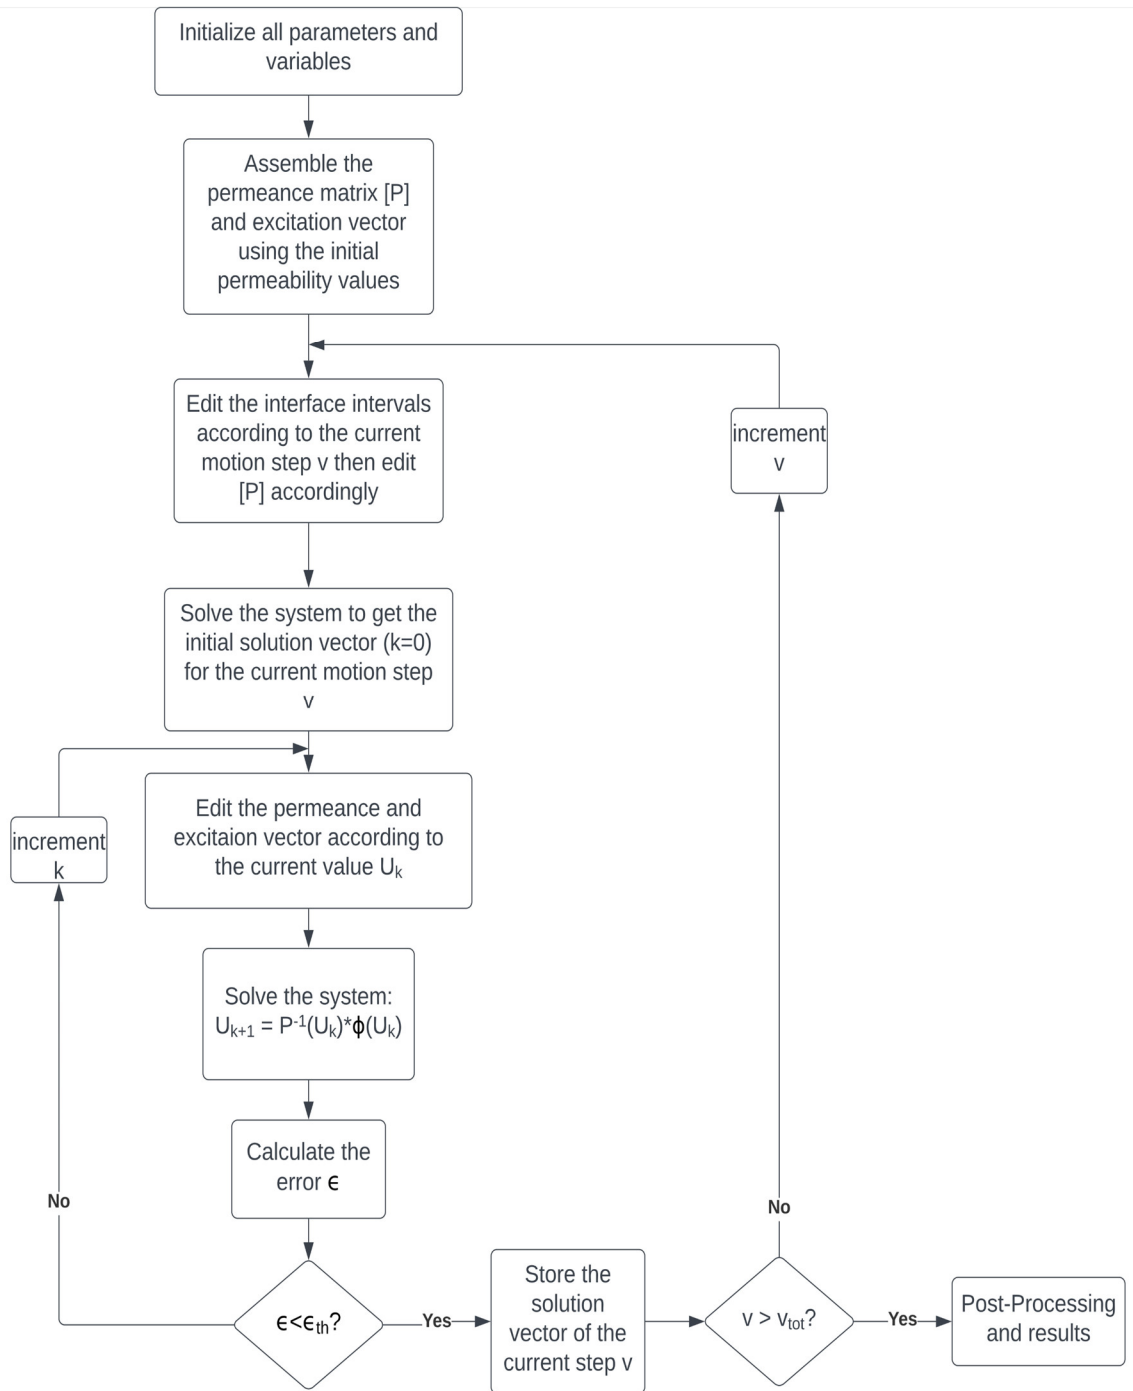 Initialize all parameters and
variables
Assemble the
permeance matrix [P]
and excitation vector
using the initial
permeability values
Edit the interface intervals
according to the current
motion step v then edit
[P] accordingly
increment
v
Solve the system to get the
initial solution vector (k=0)
for the current motion step
v
Edit the permeance and
excitaion vector according to
the current value Uₖ
increment
k
Solve the system:
Uₖ₊₁ = P⁻¹(Uₖ)*ϕ(Uₖ)
Calculate the
error ϵ
No
No
ϵ<ϵₜₕ?
Yes
Store the
solution
vector of the
current step v
v > vₜₒₜ?
Yes
Post-Processing
and results